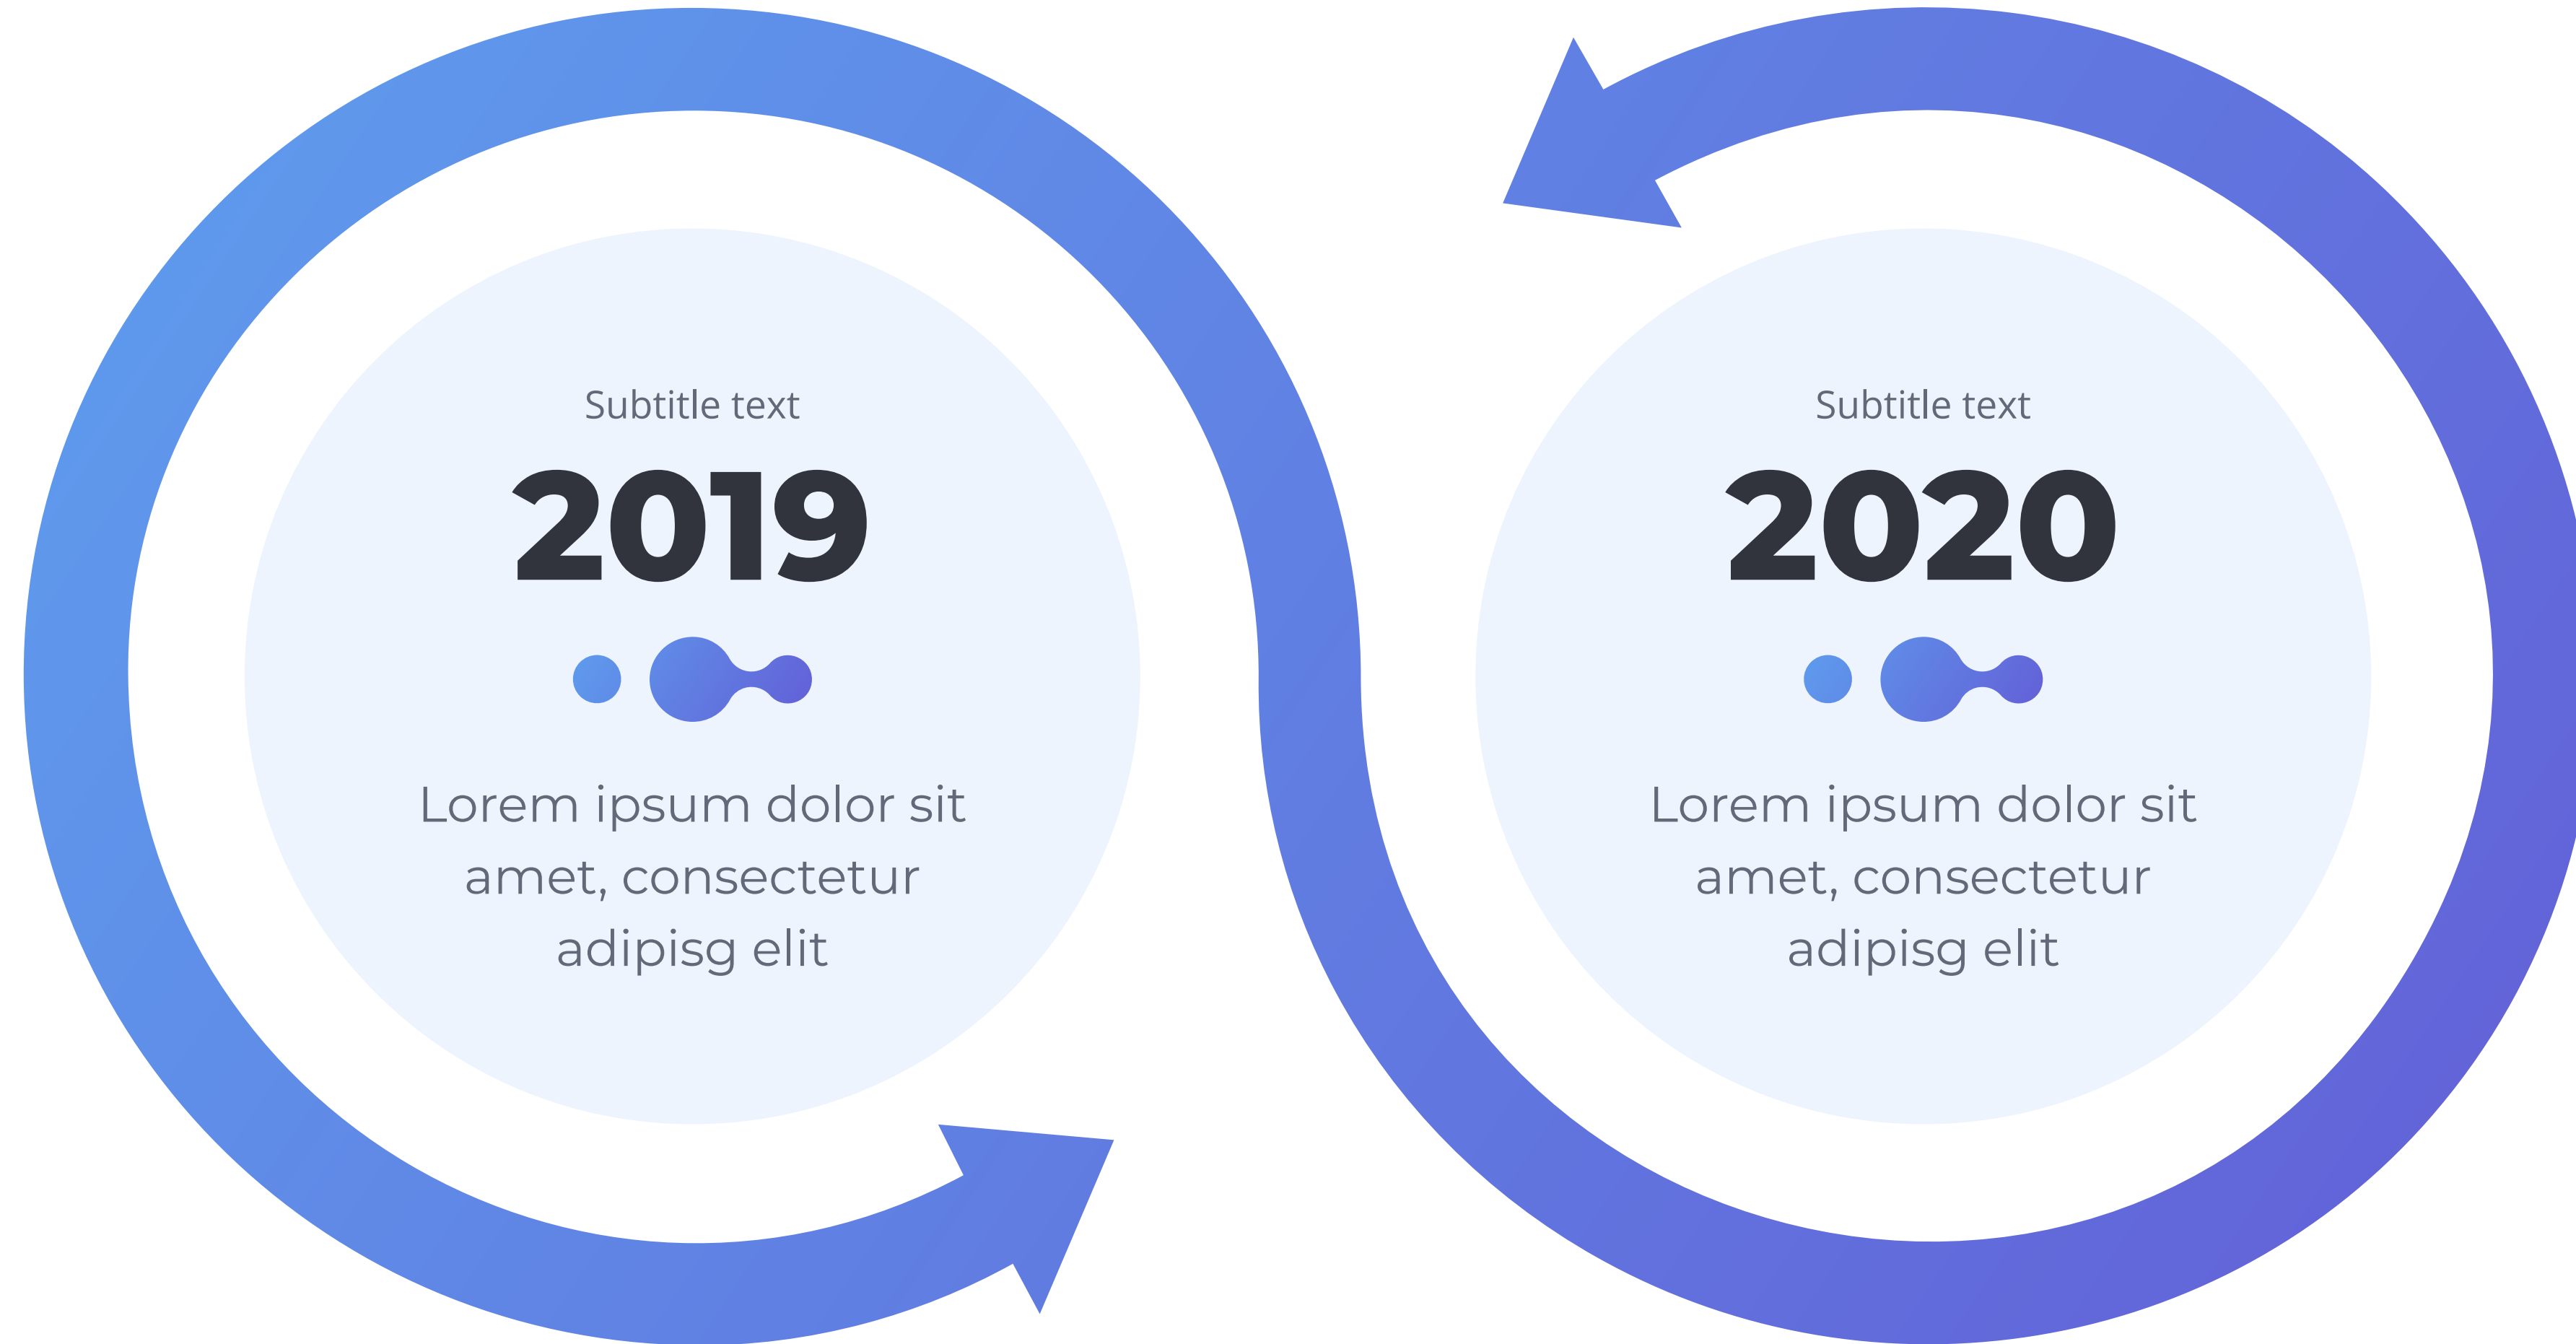 Subtitle text
2019
Lorem ipsum dolor sit
amet, consectetur
adipisg elit
Subtitle text
2020
Lorem ipsum dolor sit
amet, consectetur
adipisg elit